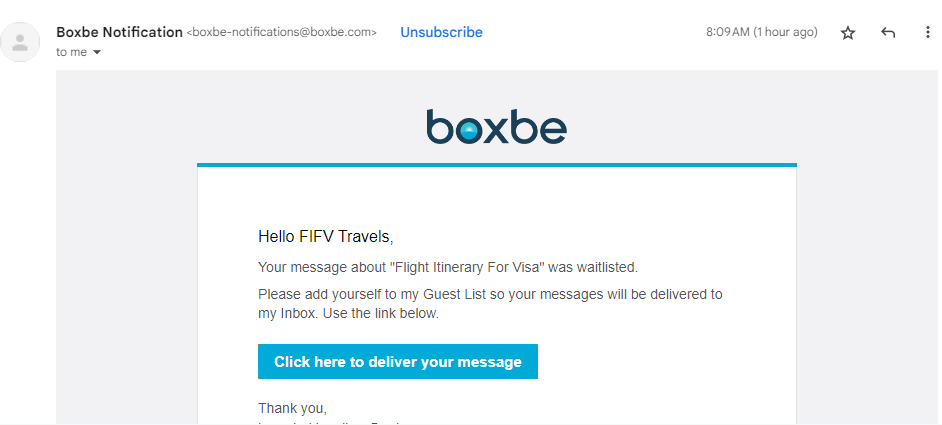 Boxbe Notification <boxbe-notifications@boxbe.com> Unsubscribe 8:09 AM (1 hour ago)
to me
boxbe
Hello FIFV Travels,
Your message about "Flight Itinerary For Visa" was waitlisted.
Please add yourself to my Guest List so your messages will be delivered to
my Inbox. Use the link below.
Click here to deliver your message
Thank you,